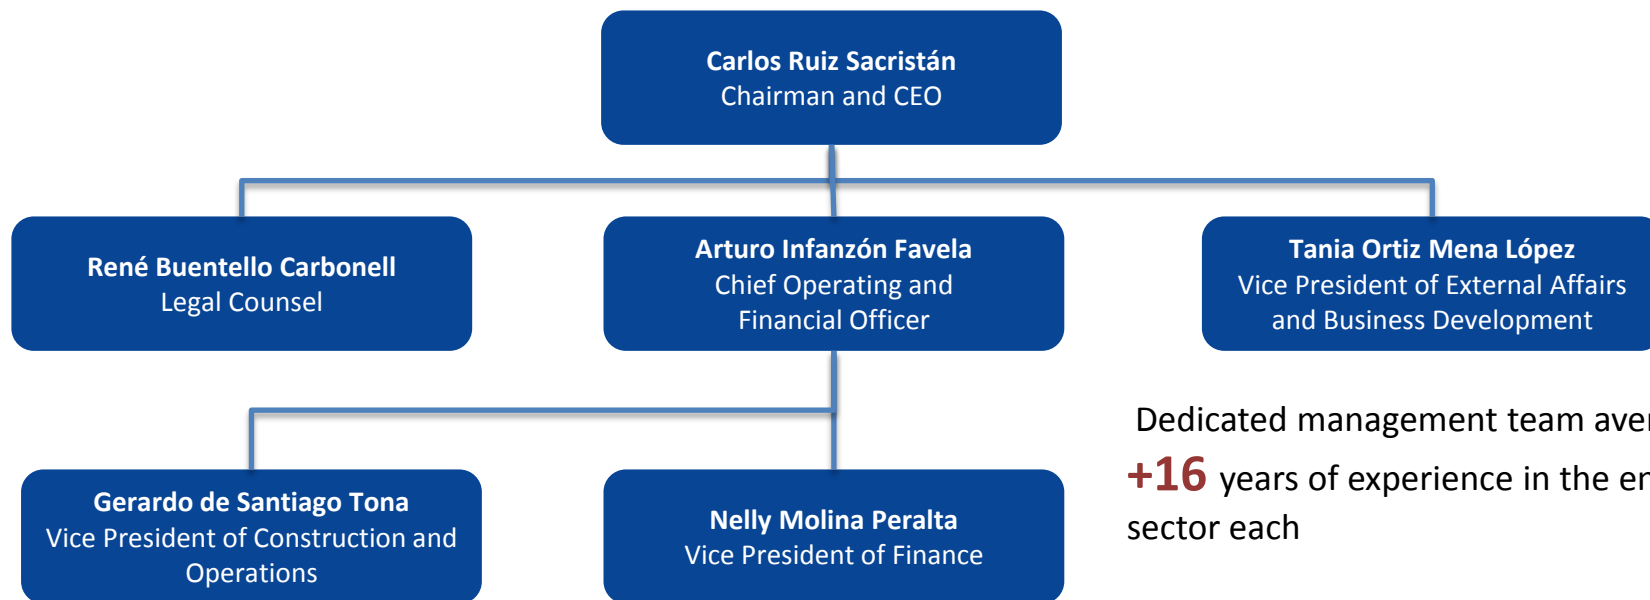 Carlos Ruiz Sacristán
Chairman and CEO
René Buentello Carbonell
Legal Counsel
Arturo Infanzón Favela
Chief Operating and
Financial Officer
Tania Ortiz Mena López
Vice President of External Affairs
and Business Development
Gerardo de Santiago Tona
Vice President of Construction and
Operations
Nelly Molina Peralta
Vice President of Finance
Dedicated management team
+16 years of experience in the
sector each